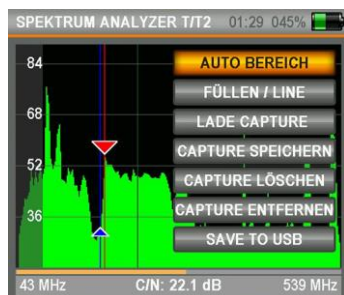 SPEKTRUM ANALYZER T/T2 01:29 045%
84
68
52
36
AUTO BEREICH
FÜLLEN / LINE
LADE CAPTURE
CAPTURE SPEICHERN
CAPTURE LÖSCHEN
CAPTURE ENTFERNEN
SAVE TO USB
43 MHz C/N: 22.1 dB 539 MHz